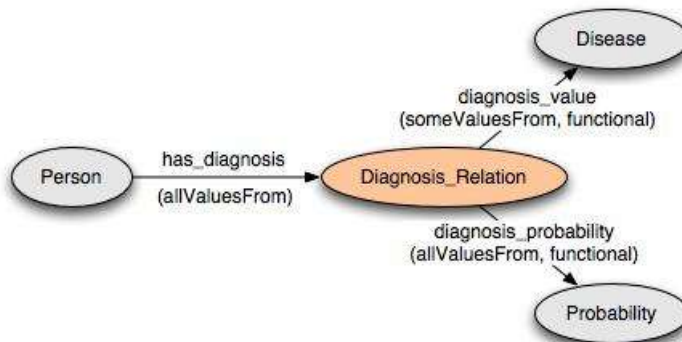 Disease
diagnosis_value
(someValuesFrom, functional)
has_diagnosis
Person
Diagnosis_Relation
(allValuesFrom)
diagnosis_probability
(allValuesFrom, functional)
Probability